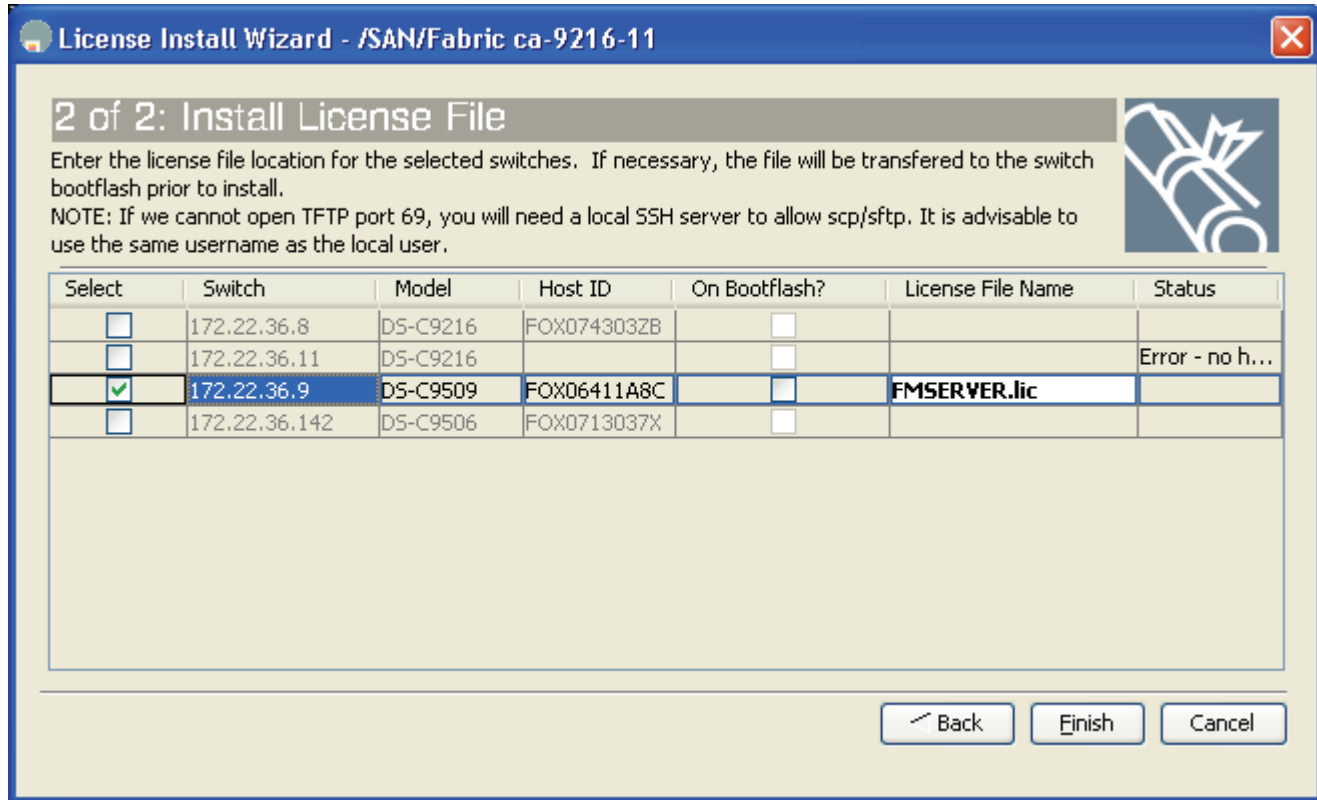 License Install Wizard - /SAN/Fabric ca-9216-11
2 of 2: Install License File
Enter the license file location for the selected switches.  If necessary, the file will be transfered to the switch
bootflash prior to install.
NOTE: If we cannot open TFTP port 69, you will need a local SSH server to allow scp/sftp. It is advisable to
use the same username as the local user.
Select Switch Model Host ID On Bootflash? License File Name Status
172.22.36.8 DS-C9216 FOX074303ZB
172.22.36.11 DS-C9216 Error - no h...
172.22.36.9 DS-C9509 FOX06411A8C FMSERVER.lic
172.22.36.142 DS-C9506 FOX0713037X
Back Finish Cancel